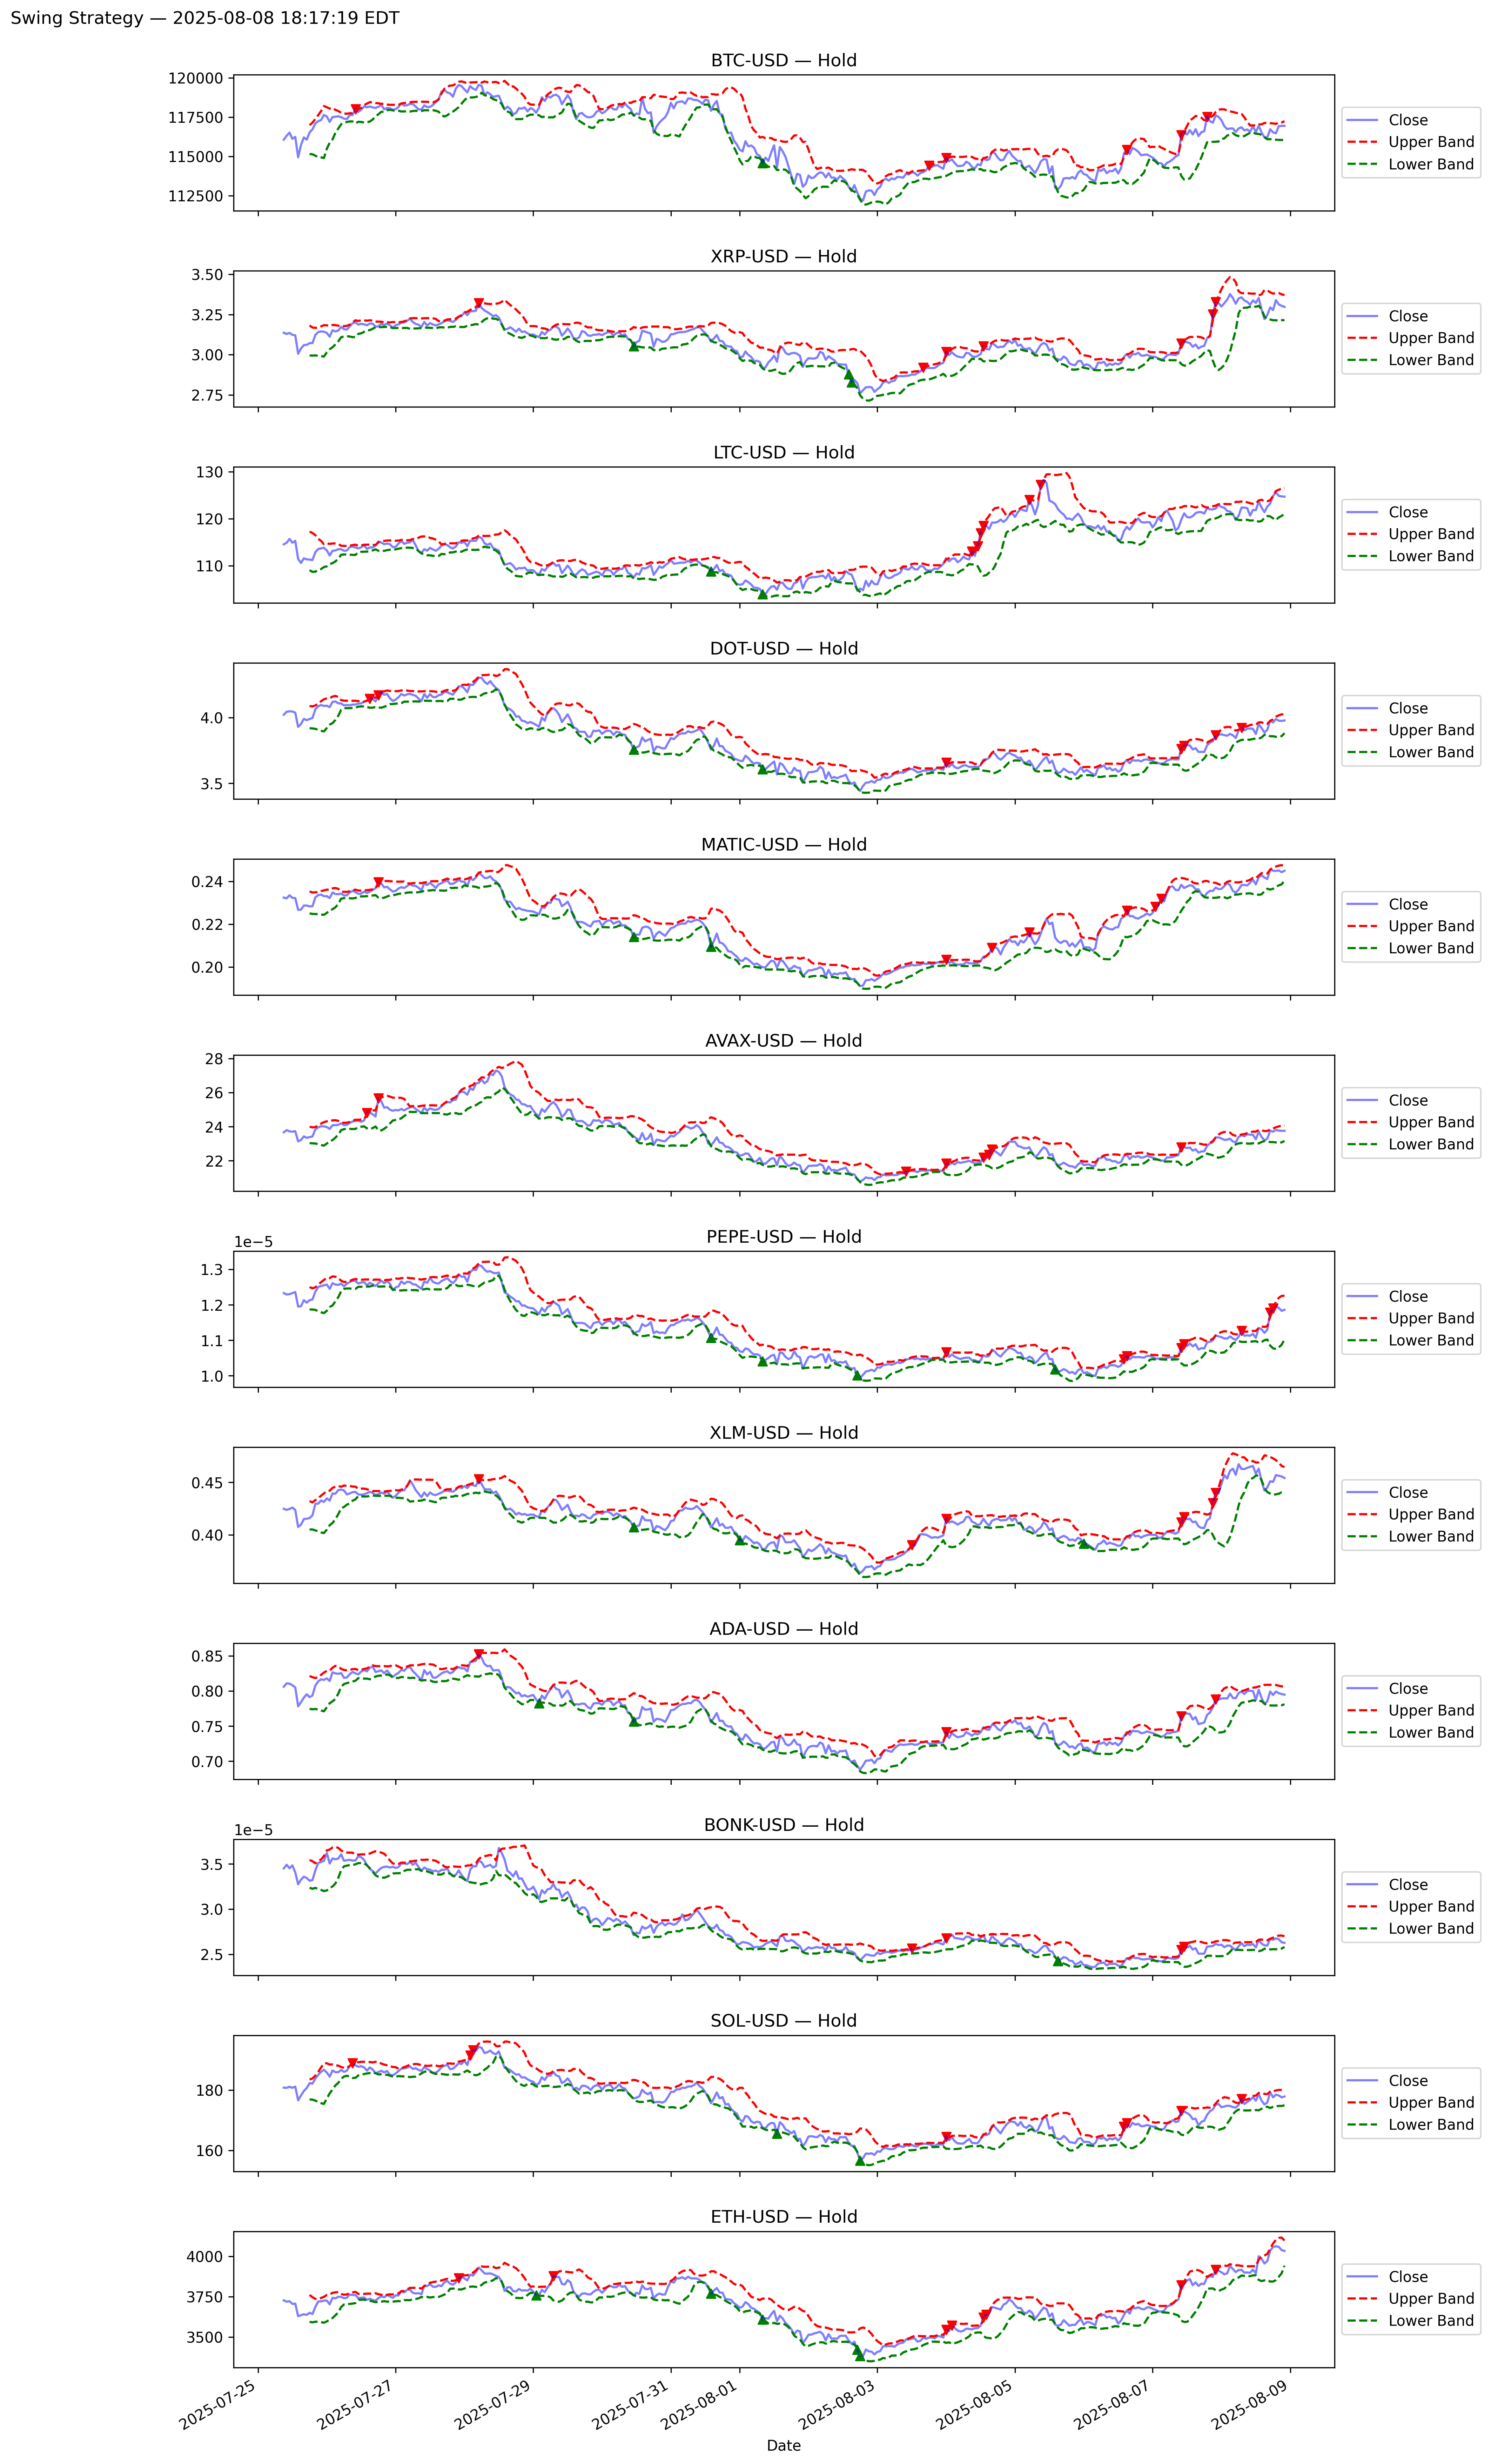 Swing Strategy — 2025-08-08 18:17:19 EDT
BTC-USD — Hold
120000
117500
115000
112500
Close
Upper Band
Lower Band
XRP-USD — Hold
3.50
3.25
3.00
2.75
Close
Upper Band
Lower Band
LTC-USD — Hold
130
120
110
Close
Upper Band
Lower Band
DOT-USD — Hold
4.0
3.5
Close
Upper Band
Lower Band
MATIC-USD — Hold
0.24
0.22
0.20
Close
Upper Band
Lower Band
AVAX-USD — Hold
28
26
24
22
Close
Upper Band
Lower Band
PEPE-USD — Hold
1e−5
1.3
1.2
1.1
1.0
Close
Upper Band
Lower Band
XLM-USD — Hold
0.45
0.40
Close
Upper Band
Lower Band
ADA-USD — Hold
0.85
0.80
0.75
0.70
Close
Upper Band
Lower Band
BONK-USD — Hold
1e−5
3.5
3.0
2.5
Close
Upper Band
Lower Band
SOL-USD — Hold
180
160
Close
Upper Band
Lower Band
ETH-USD — Hold
4000
3750
3500
Close
Upper Band
Lower Band
2025-07-25
2025-07-27
2025-07-29
2025-07-31
2025-08-01
2025-08-03
2025-08-05
2025-08-07
2025-08-09
Date